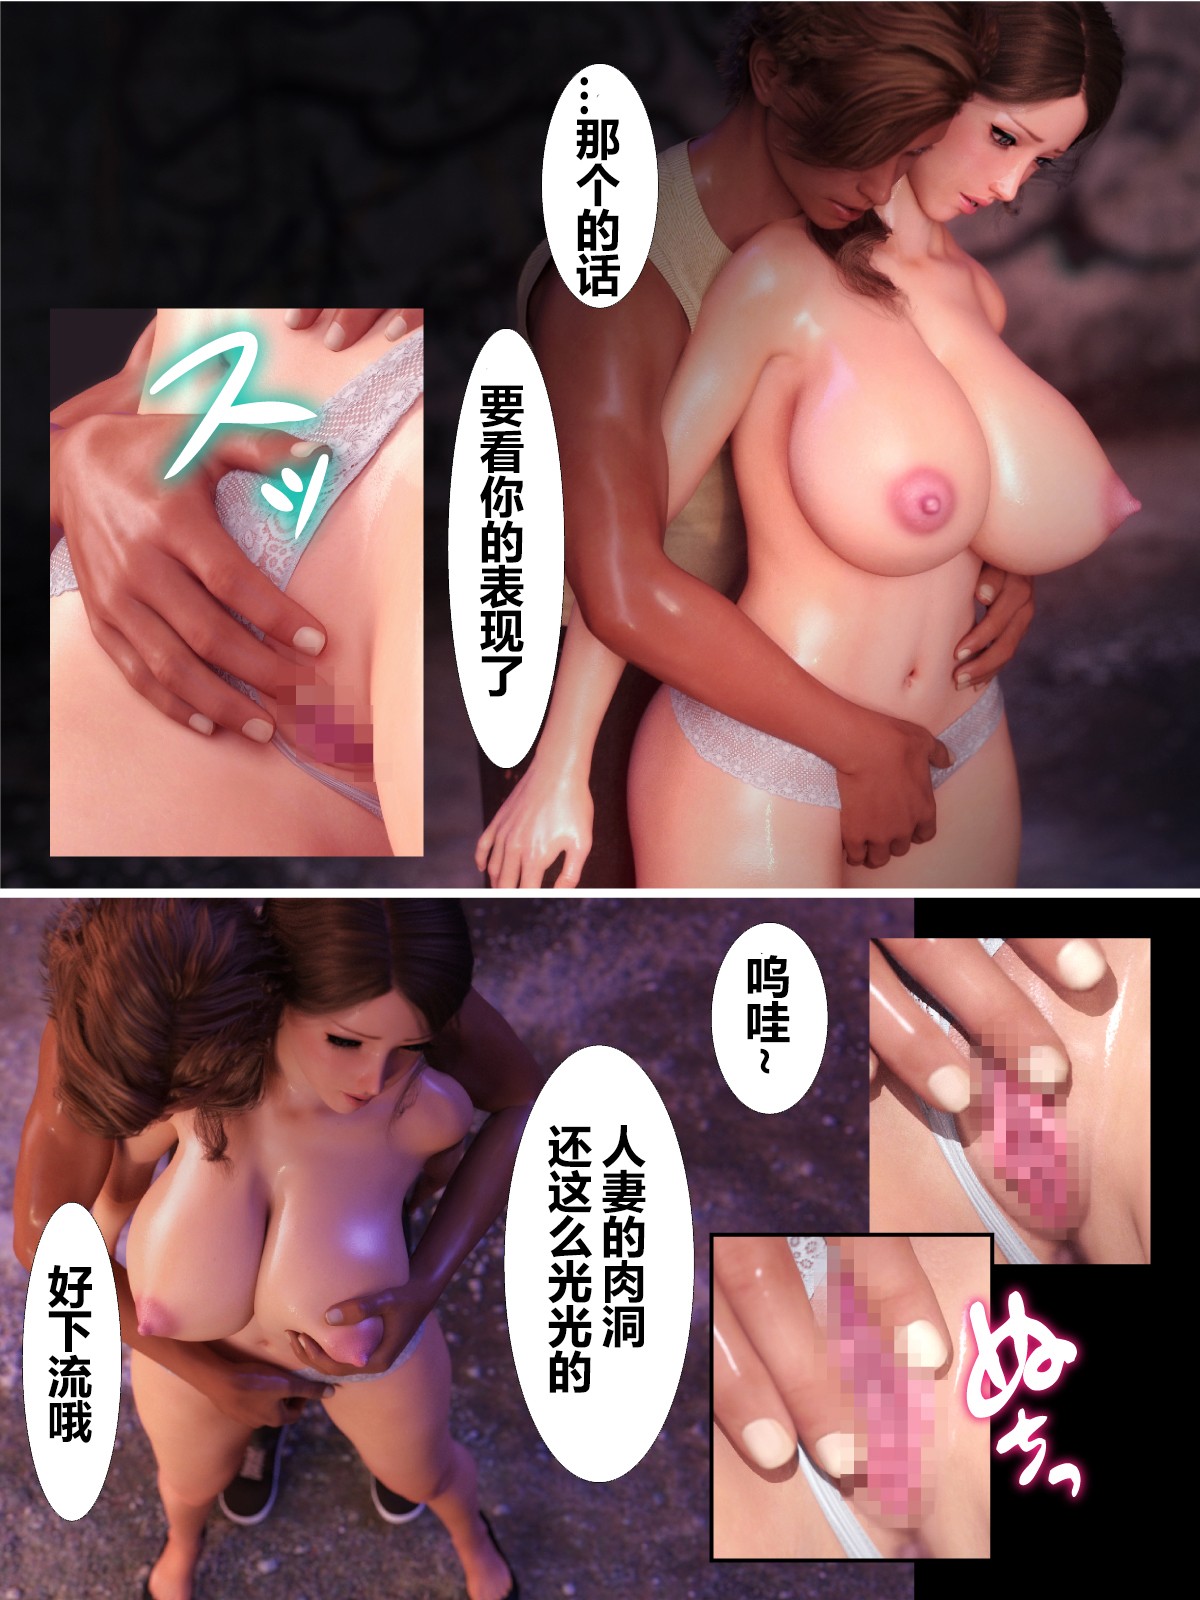 …那个的话
要看你的表现了
スッ
呜哇~
人妻的肉洞
还这么光光的
好下流哦
ぬちっ